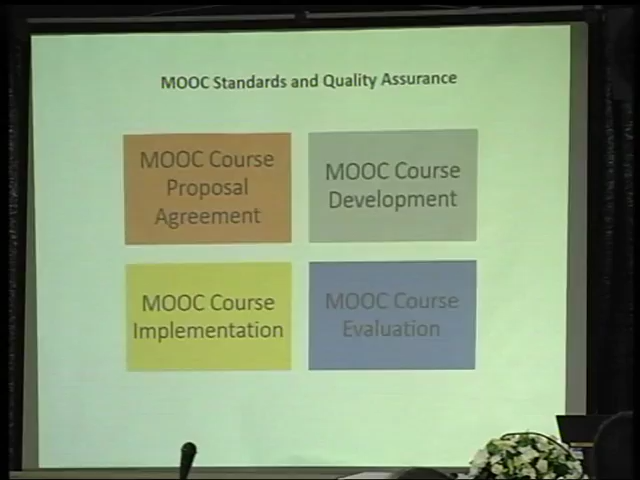 MOOC Standards and Quality Assurance
MOOC Course
Proposal
Agreement
MOOC Course
Development
MOOC Course
Implementation
MOOC Course
Evaluation